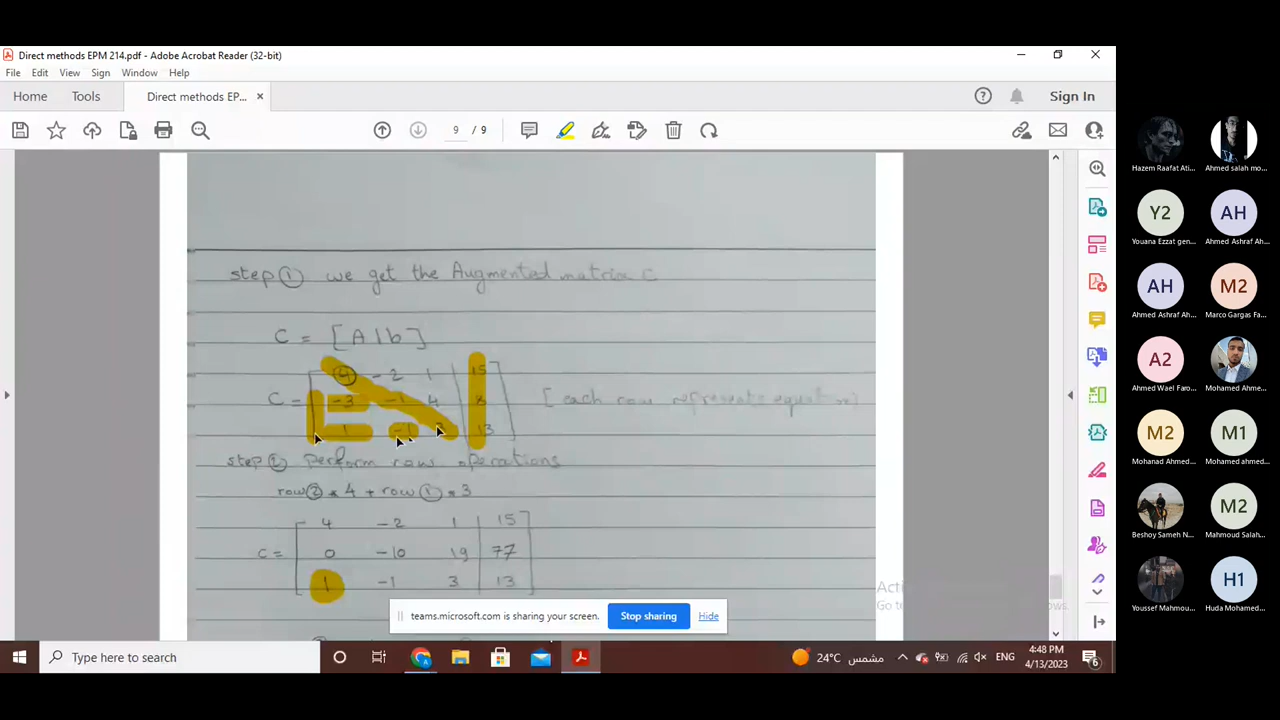 Direct methods EPM 214.pdf - Adobe Acrobat Reader (32-bit)
File Edit View Sign Window Help
Home Tools Direct methods EP... × Sign In
9 / 9
step ① we get the Augmented matrix C
C = [A|b]
④ -2 1 15
C = -3 -1 4 8 [each row represents equation]
1 -1 3 13
step ② Perform row operations
row② * 4 + row① * 3
4 -2 1 15
C = 0 -10 19 77
1 -1 3 13
teams.microsoft.com is sharing your screen. Stop sharing Hide
Type here to search
24°C مشمس ENG 4:48 PM
4/13/2023
6
Hazem Raafat Ati... Ahmed salah mo...
Y2 AH
Youana Ezzat gen... Ahmed Ashraf Ah...
AH M2
Ahmed Ashraf Ah... Marco Gargas Fa...
A2
Ahmed Wael Faro... Mohamed Ahme...
M2 M1
Mohanad Ahmed... Mohamed ahmed...
M2
Beshoy Sameh N... Mahmoud Salah...
H1
Youssef Mahmou... Huda Mohamed...